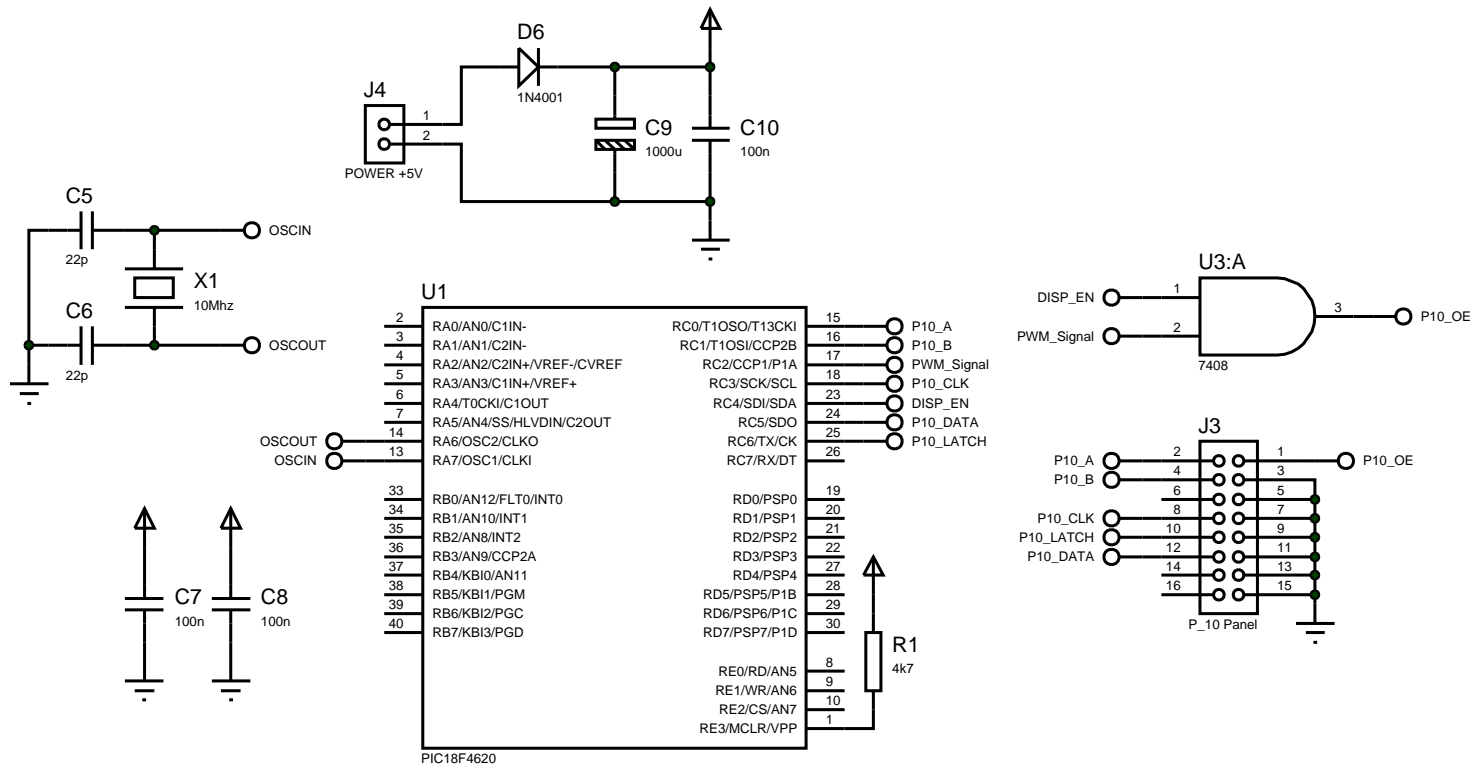 D6
1N4001
J4
1
2
POWER +5V
C9
1000u
C10
100n
C5
22p
OSCIN
X1
10Mhz
C6
22p
OSCOUT
U1
2 RA0/AN0/C1IN-
3 RA1/AN1/C2IN-
4 RA2/AN2/C2IN+/VREF-/CVREF
5 RA3/AN3/C1IN+/VREF+
6 RA4/T0CKI/C1OUT
7 RA5/AN4/SS/HLVDIN/C2OUT
OSCOUT 14 RA6/OSC2/CLKO
OSCIN 13 RA7/OSC1/CLKI
33 RB0/AN12/FLT0/INT0
34 RB1/AN10/INT1
35 RB2/AN8/INT2
36 RB3/AN9/CCP2A
37 RB4/KBI0/AN11
38 RB5/KBI1/PGM
39 RB6/KBI2/PGC
40 RB7/KBI3/PGD
RC0/T1OSO/T13CKI 15 P10_A
RC1/T1OSI/CCP2B 16 P10_B
RC2/CCP1/P1A 17 PWM_Signal
RC3/SCK/SCL 18 P10_CLK
RC4/SDI/SDA 23 DISP_EN
RC5/SDO 24 P10_DATA
RC6/TX/CK 25 P10_LATCH
RC7/RX/DT 26
RD0/PSP0 19
RD1/PSP1 20
RD2/PSP2 21
RD3/PSP3 22
RD4/PSP4 27
RD5/PSP5/P1B 28
RD6/PSP6/P1C 29
RD7/PSP7/P1D 30
RE0/RD/AN5 8
RE1/WR/AN6 9
RE2/CS/AN7 10
RE3/MCLR/VPP 1
PIC18F4620
C7
100n
C8
100n
R1
4k7
U3:A
DISP_EN 1
PWM_Signal 2
3 P10_OE
7408
J3
P10_A 2 1 P10_OE
P10_B 4 3
6 5
P10_CLK 8 7
P10_LATCH 10 9
P10_DATA 12 11
14 13
16 15
P_10 Panel